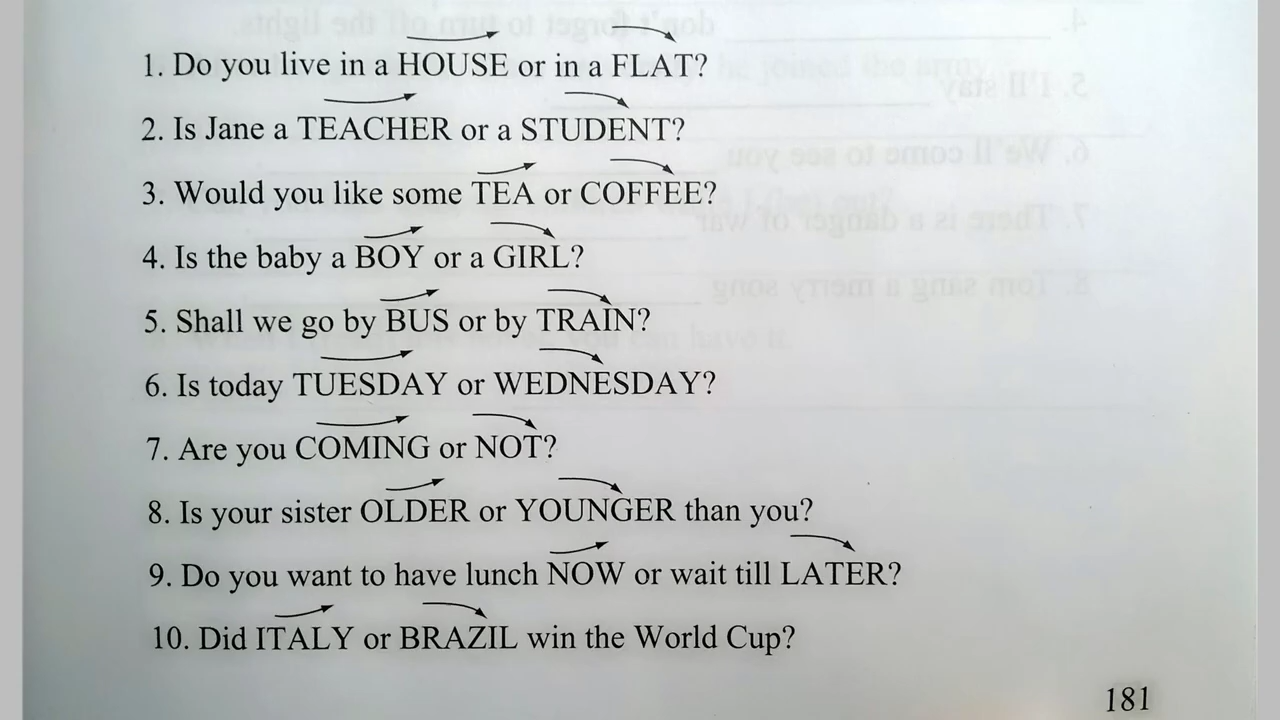 1. Do you live in a HOUSE or in a FLAT?
2. Is Jane a TEACHER or a STUDENT?
3. Would you like some TEA or COFFEE?
4. Is the baby a BOY or a GIRL?
5. Shall we go by BUS or by TRAIN?
6. Is today TUESDAY or WEDNESDAY?
7. Are you COMING or NOT?
8. Is your sister OLDER or YOUNGER than you?
9. Do you want to have lunch NOW or wait till LATER?
10. Did ITALY or BRAZIL win the World Cup?
181